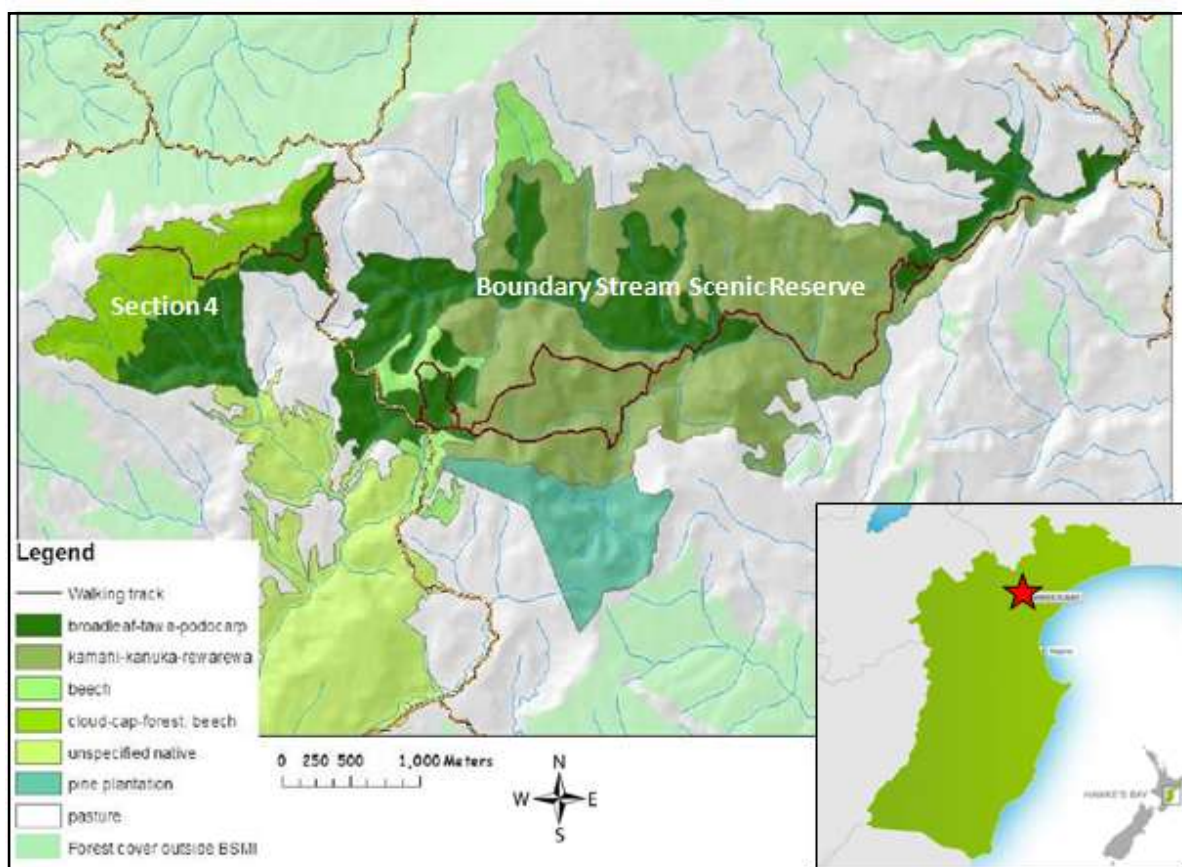 Section 4
Boundary Stream Scenic Reserve
Legend
Walking track
broadleaf-tawa-podocarp
kamahi-kanuka-rewarewa
beech
cloud-cap-forest, beech
unspecified native
pine plantation
pasture
Forest cover outside BSMI
0 250 500 1,000 Meters
N
W E
S
HAWKE'S BAY